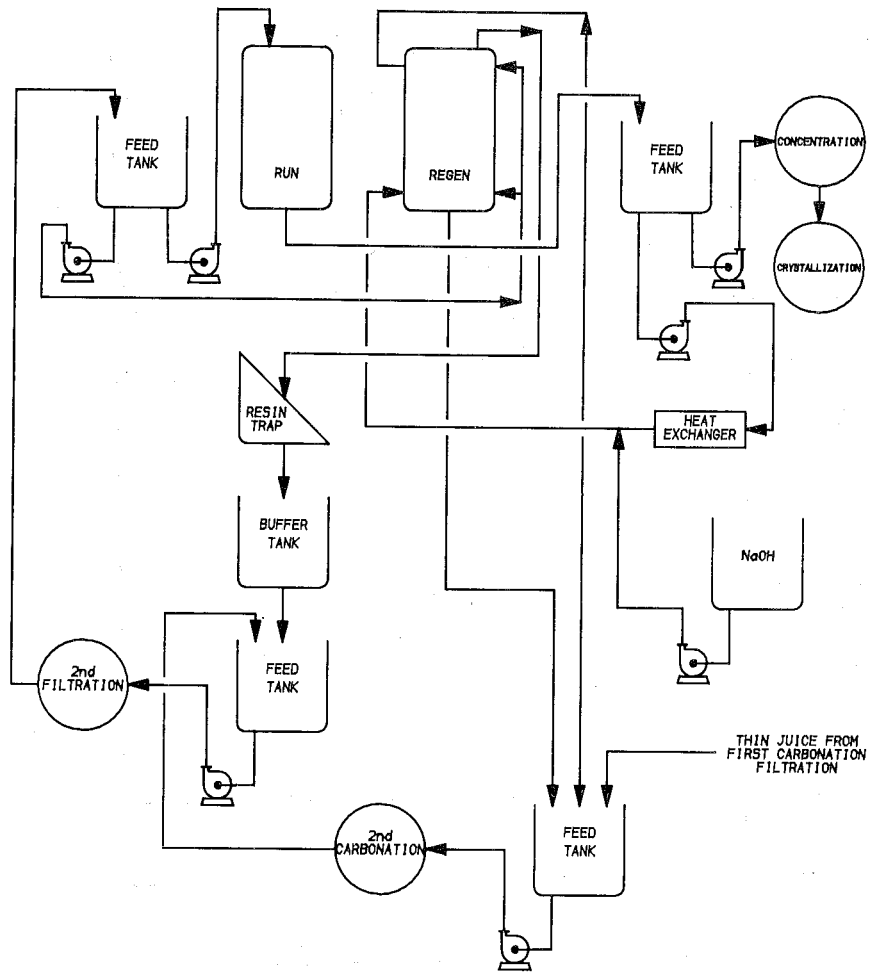 FEED
TANK
RUN
REGEN
FEED
TANK
CONCENTRATION
CRYSTALLIZATION
RESIN
TRAP
HEAT
EXCHANGER
BUFFER
TANK
NaOH
2nd
FILTRATION
FEED
TANK
THIN JUICE FROM
FIRST CARBONATION
FILTRATION
2nd
CARBONATION
FEED
TANK